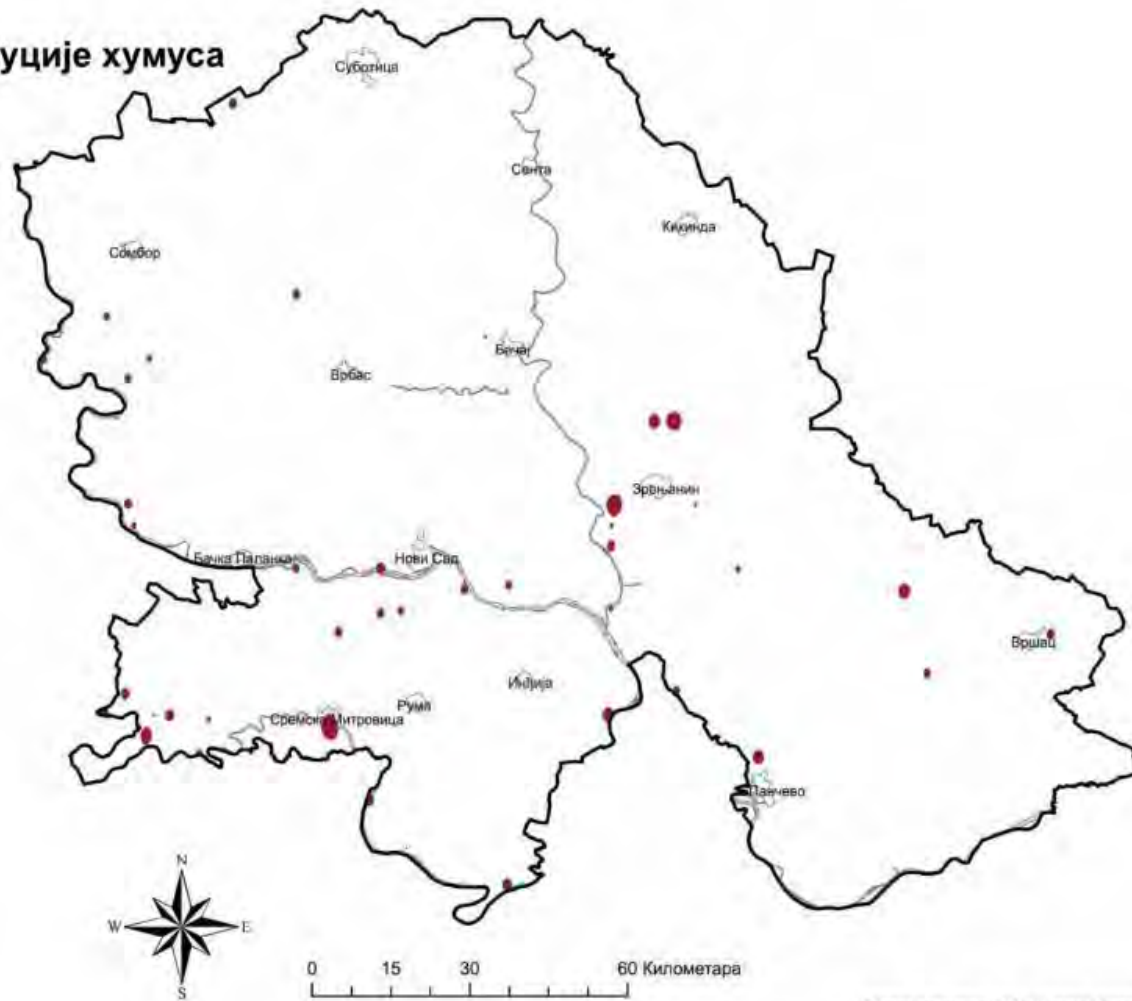 уције хумуса
Суботица
Сента
Кикинда
Сомбор
Бечеј
Врбас
Зрењанин
Бачка Паланка
Нови Сад
Вршац
Инђија
Рума
Сремска Митровица
Панчево
N
W E
S
0 15 30 60 Километара